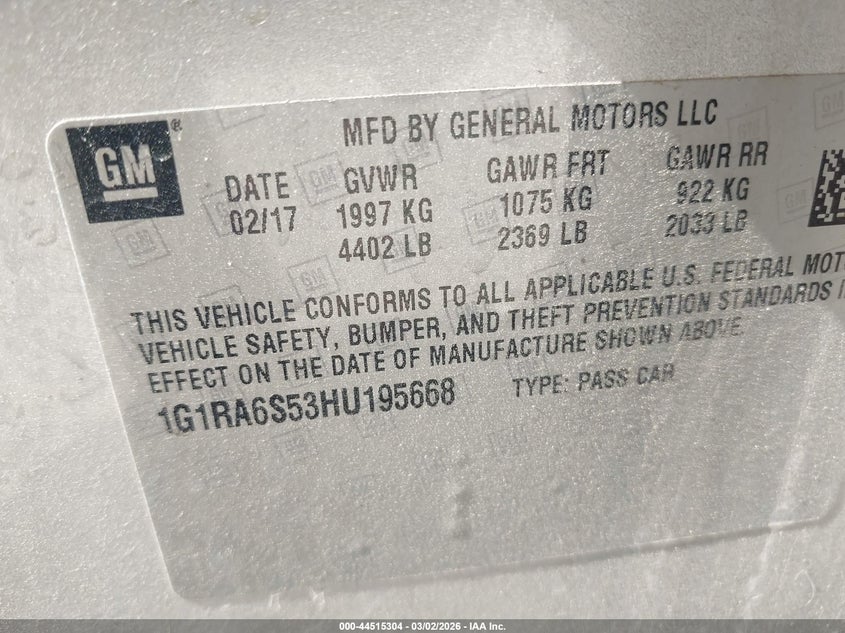 GM®
MFD BY GENERAL MOTORS LLC
DATE GVWR GAWR FRT GAWR RR
02/17 1997 KG 1075 KG 922 KG
4402 LB 2369 LB 2033 LB
THIS VEHICLE CONFORMS TO ALL APPLICABLE U.S. FEDERAL MOT
VEHICLE SAFETY, BUMPER, AND THEFT PREVENTION STANDARDS I
EFFECT ON THE DATE OF MANUFACTURE SHOWN ABOVE.
1G1RA6S53HU195668 TYPE: PASS CAR
000-44515304 | 03/02/2026 - IAA Inc.